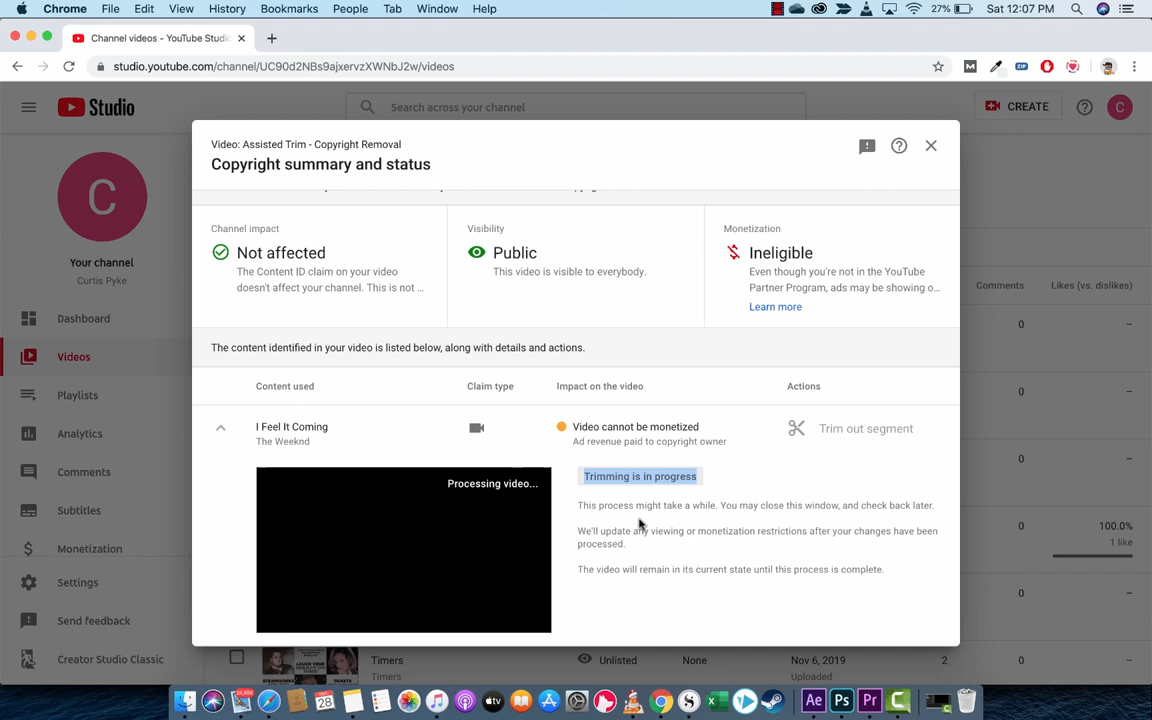 Chrome File Edit View History Bookmarks People Tab Window Help
27% Sat 12:07 PM
Channel videos - YouTube Studio
studio.youtube.com/channel/UC90d2NBs9ajxervzXWNbJ2w/videos
Studio
Search across your channel
CREATE
C
C
Your channel
Curtis Pyke
Dashboard
Videos
Playlists
Analytics
Comments
Subtitles
Monetization
Settings
Send feedback
Creator Studio Classic
Video: Assisted Trim - Copyright Removal
Copyright summary and status
Channel impact
Not affected
The Content ID claim on your video
doesn't affect your channel. This is not ...
Visibility
Public
This video is visible to everybody.
Monetization
Ineligible
Even though you're not in the YouTube
Partner Program, ads may be showing o...
Learn more
The content identified in your video is listed below, along with details and actions.
Content used Claim type Impact on the video Actions
I Feel It Coming
The Weeknd
Video cannot be monetized
Ad revenue paid to copyright owner
Trim out segment
Processing video...
Trimming is in progress
This process might take a while. You may close this window, and check back later.
We'll update any viewing or monetization restrictions after your changes have been
processed.
The video will remain in its current state until this process is complete.
Comments Likes (vs. dislikes)
0 –
0 –
0 –
0 100.0%
1 like
0 –
Timers
Timers
Unlisted None Nov 6, 2019
Uploaded
2 0 –
28
Ae Ps Pr